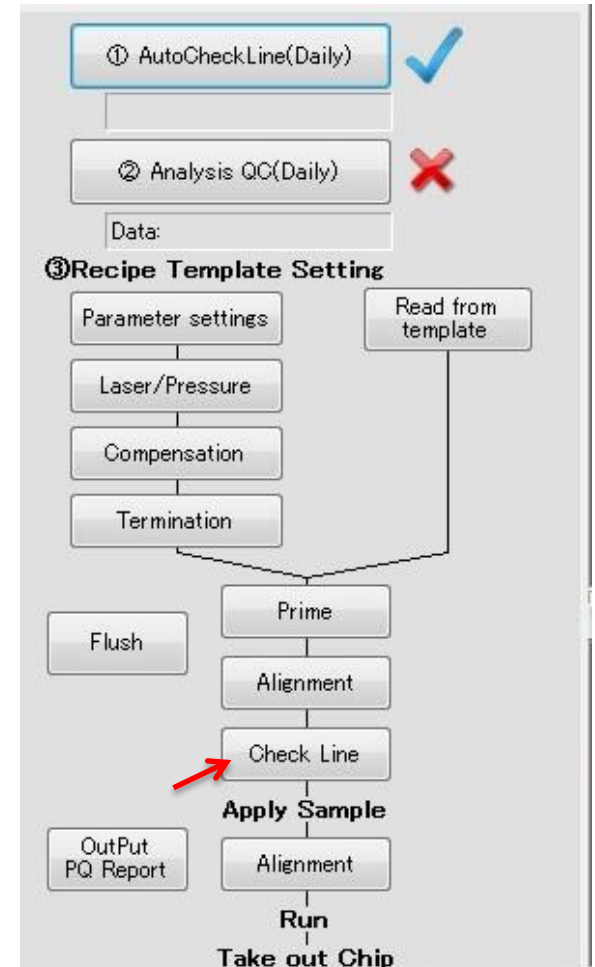 ① AutoCheckLine(Daily)
② Analysis QC(Daily)
Data:
③Recipe Template Setting
Parameter settings
Read from
template
Laser/Pressure
Compensation
Termination
Prime
Flush
Alignment
Check Line
Apply Sample
OutPut
PQ Report
Alignment
Run
Take out Chip